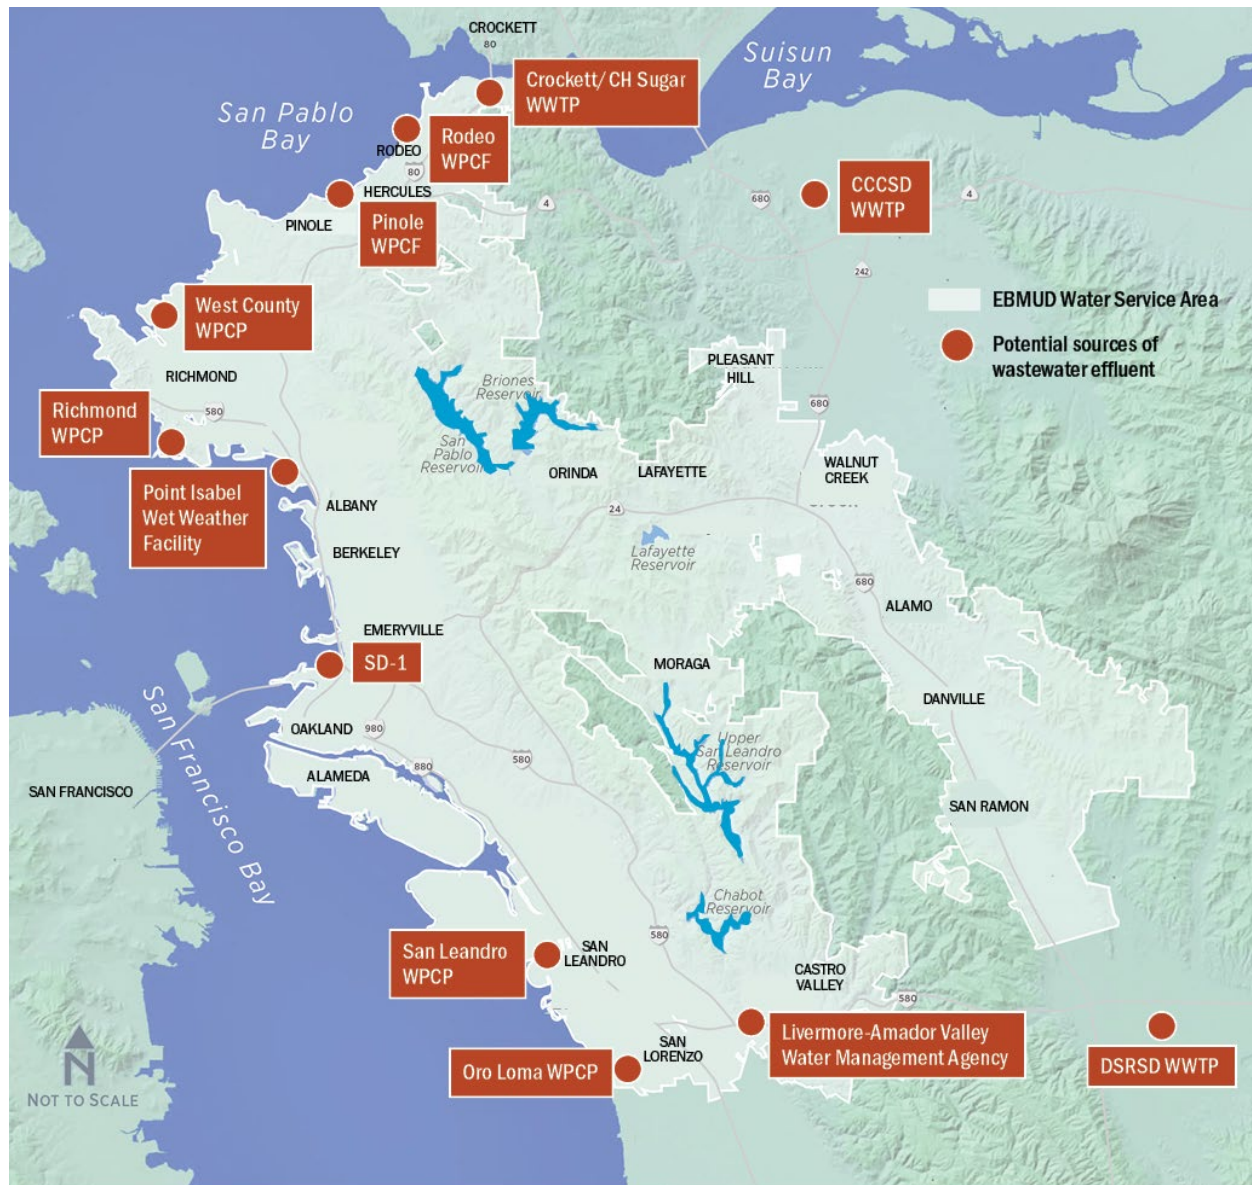 CROCKETT
80
Suisun
Bay
Crockett/ CH Sugar
WWTP
San Pablo
Bay
Rodeo
WPCF
RODEO
80
HERCULES
PINOLE
Pinole
WPCF
4
680
CCCSD
WWTP
4
242
West County
WPCP
EBMUD Water Service Area
Potential sources of
wastewater effluent
RICHMOND
580
Richmond
WPCP
Briones
Reservoir
San
Pablo
Reservoir
PLEASANT
HILL
680
ORINDA
LAFAYETTE
WALNUT
CREEK
Point Isabel
Wet Weather
Facility
ALBANY
BERKELEY
24
Lafayette
Reservoir
680
ALAMO
EMERYVILLE
SD-1
MORAGA
DANVILLE
San Francisco Bay
OAKLAND
980
580
Upper
San Leandro
Reservoir
ALAMEDA
880
SAN FRANCISCO
SAN RAMON
Chabot
Reservoir
580
San Leandro
WPCP
SAN
LEANDRO
CASTRO
VALLEY
580
Livermore-Amador Valley
Water Management Agency
SAN
LORENZO
Oro Loma WPCP
DSRSD WWTP
N
NOT TO SCALE